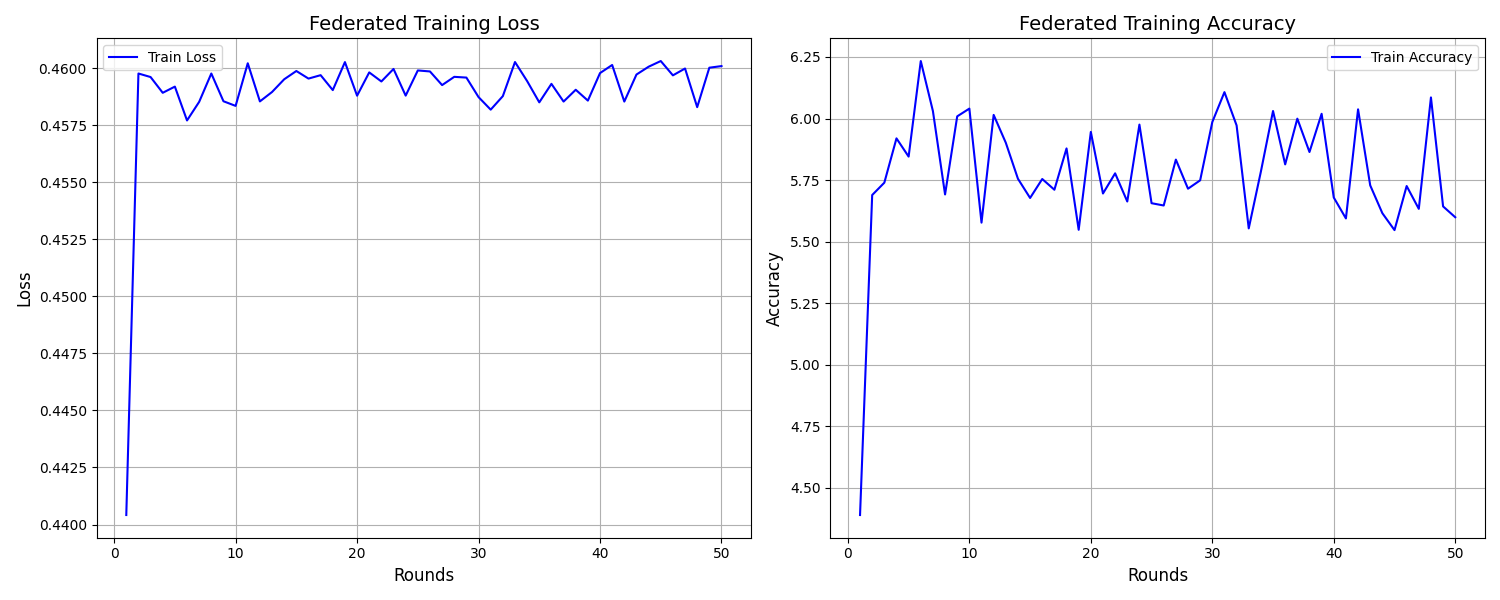 Federated Training Loss
Train Loss
0.4600
0.4575
0.4550
0.4525
0.4500
0.4475
0.4450
0.4425
0.4400
Loss
0 10 20 30 40 50
Rounds
Federated Training Accuracy
Train Accuracy
6.25
6.00
5.75
5.50
5.25
5.00
4.75
4.50
Accuracy
0 10 20 30 40 50
Rounds